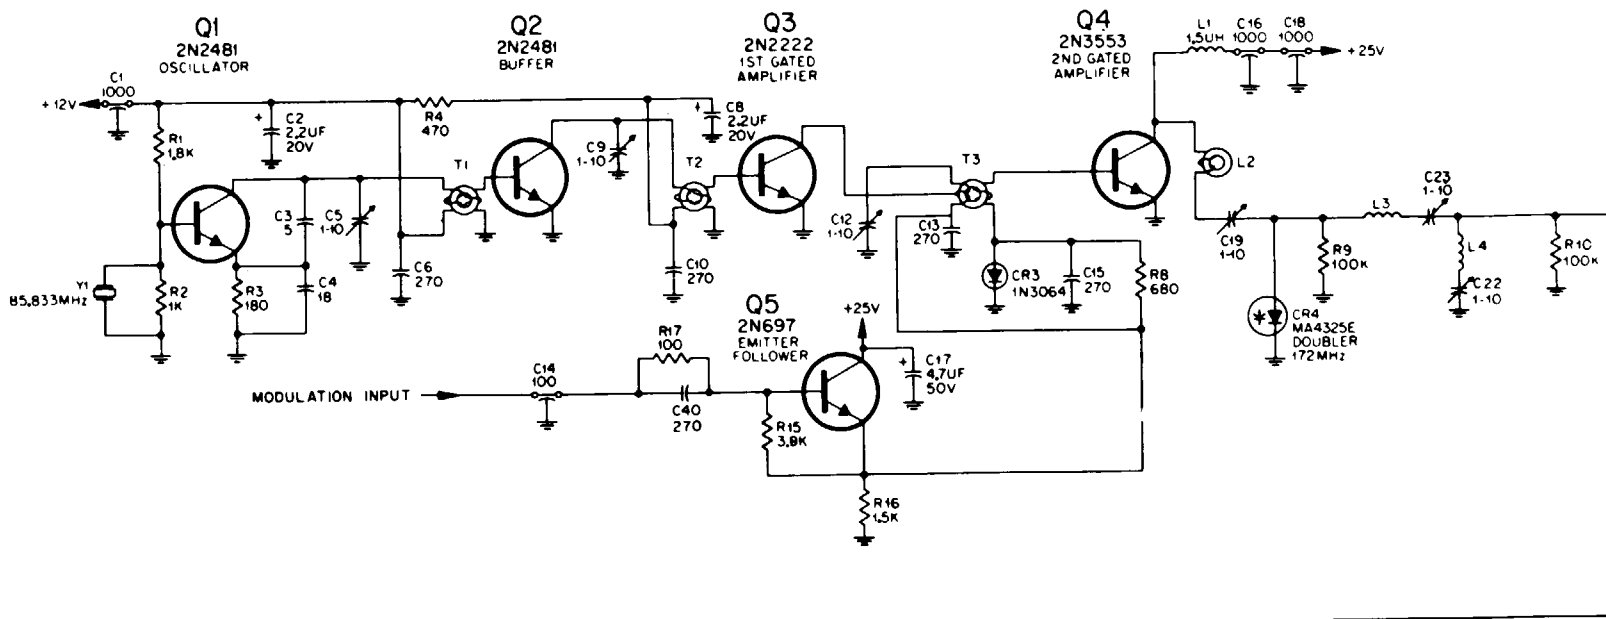 Q1
2N2481
OSCILLATOR
Q2
2N2481
BUFFER
Q3
2N2222
1ST GATED
AMPLIFIER
Q4
2N3553
2ND GATED
AMPLIFIER
L1
1.5UH
C16
1000
C18
1000
+25V
C1
1000
+12V
R1
1.8K
+
C2
2.2UF
20V
R4
470
+
C8
2.2UF
20V
C9
1-10
T1
T2
T3
L2
C3
5
C5
1-10
C6
270
C10
270
C12
1-10
C13
270
C19
1-10
L3
C23
1-10
L4
C22
1-10
R9
100K
R10
100K
Y1
85.833MHz
R2
1K
R3
180
C4
18
CR3
1N3064
C15
270
R8
680
CR4
MA4325E
DOUBLER
172MHz
Q5
2N697
EMITTER
FOLLOWER
+25V
+
C17
4.7UF
50V
R17
100
C40
270
C14
100
MODULATION INPUT
R15
3.8K
R16
1.5K